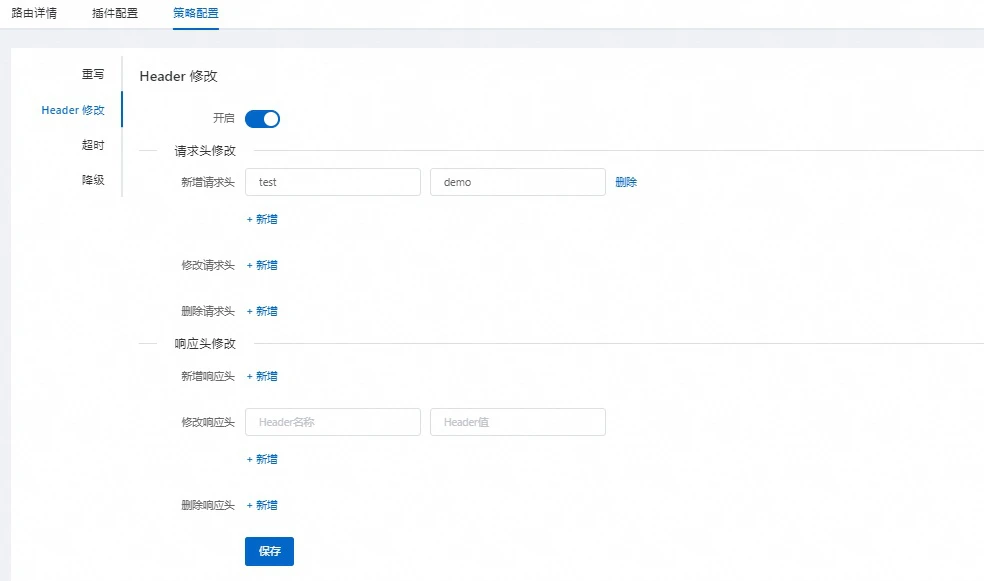 路由详情 插件配置 策略配置
重写
Header 修改
超时
降级
Header 修改
开启
请求头修改
新增请求头 test demo 删除
+ 新增
修改请求头 + 新增
删除请求头 + 新增
响应头修改
新增响应头 + 新增
修改响应头 Header名称 Header值
+ 新增
删除响应头 + 新增
保存